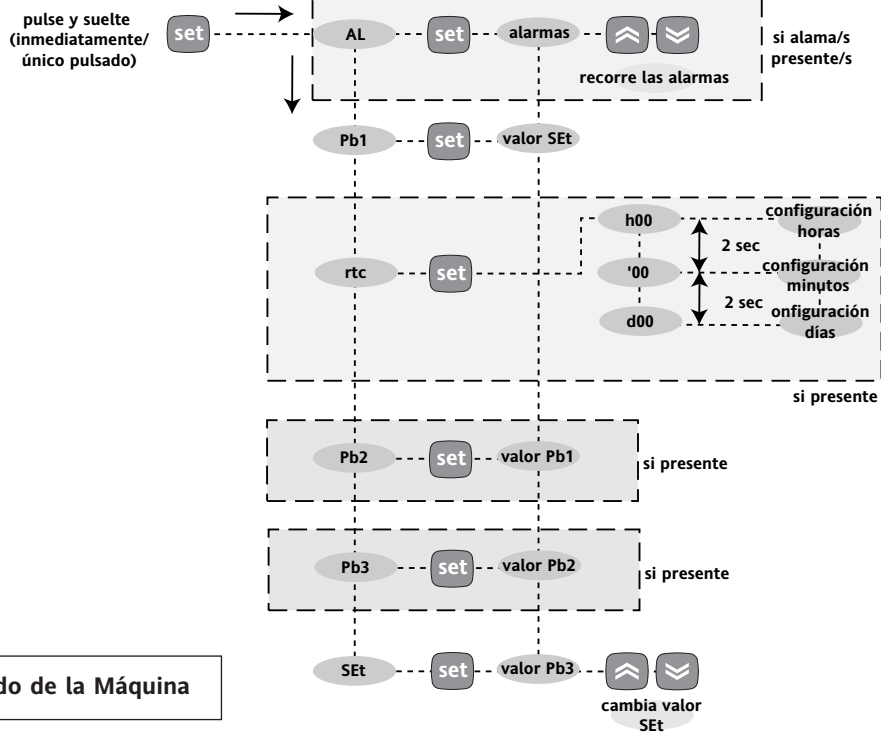 pulse y suelte
(inmediatamente/
único pulsado)
set
AL
set
alarmas
recorre las alarmas
si alama/s
presente/s
Pb1
set
valor SEt
rtc
set
h00
2 sec
configuración
horas
'00
configuración
minutos
2 sec
d00
onfiguración
días
si presente
Pb2
set
valor Pb1
si presente
Pb3
set
valor Pb2
si presente
SEt
set
valor Pb3
cambia valor
SEt
do de la Máquina